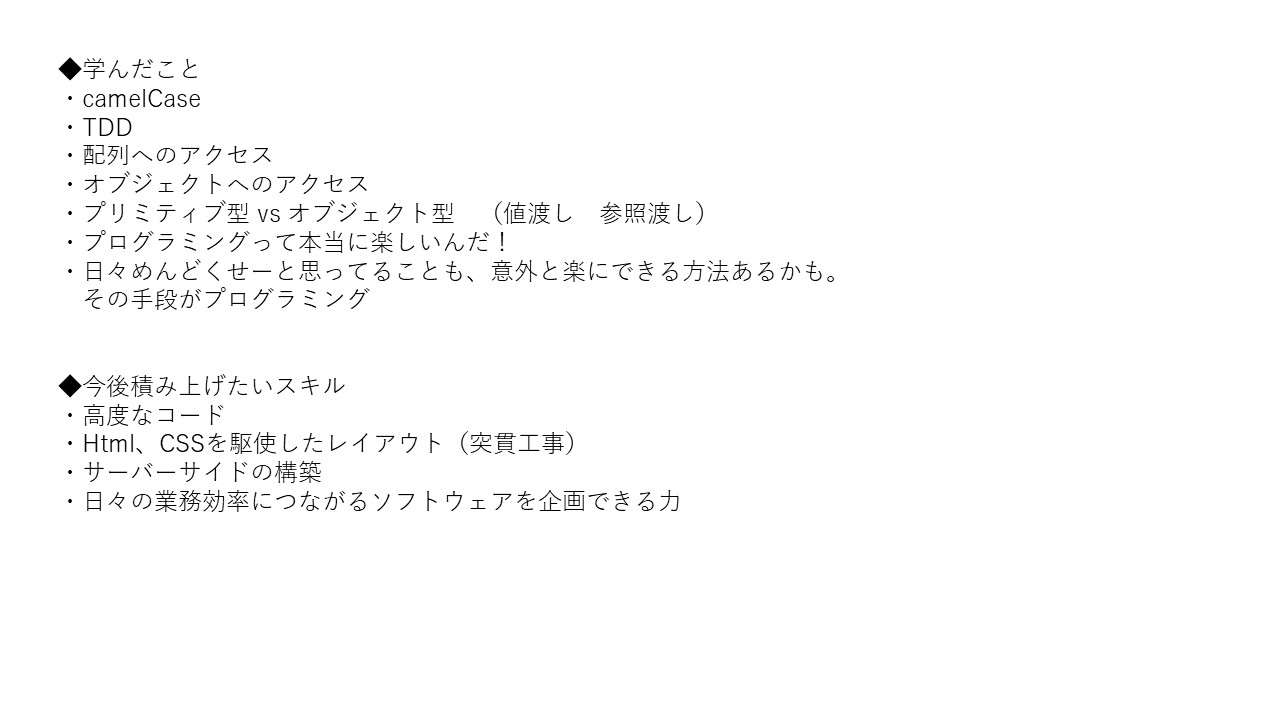 ◆学んだこと
・camelCase
・TDD
・配列へのアクセス
・オブジェクトへのアクセス
・プリミティブ型 vs オブジェクト型　（値渡し　参照渡し）
・プログラミングって本当に楽しいんだ！
・日々めんどくせーと思ってることも、意外と楽にできる方法あるかも。
　その手段がプログラミング
◆今後積み上げたいスキル
・高度なコード
・Html、CSSを駆使したレイアウト（突貫工事）
・サーバーサイドの構築
・日々の業務効率につながるソフトウェアを企画できる力